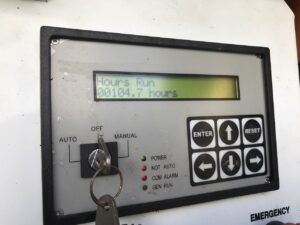 Hours Run
00104.7 hours
OFF
AUTO
MANUAL
ENTER
RESET
POWER
NOT AUTO
COM ALARM
GEN RUN
EMERGENCY